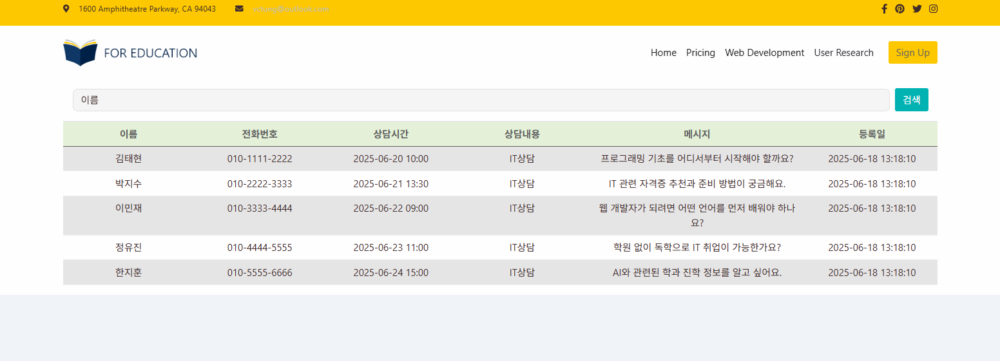 1600 Amphitheatre Parkway, CA 94043
FOR EDUCATION
Home Pricing Web Development User Research Sign Up
이름 검색
이름 전화번호 상담시간 상담내용 메시지 등록일
김태현 010-1111-2222 2025-06-20 10:00 IT상담 프로그래밍 기초를 어디서부터 시작해야 할까요? 2025-06-18 13:18:10
박지수 010-2222-3333 2025-06-21 13:30 IT상담 IT 관련 자격증 추천과 준비 방법이 궁금해요. 2025-06-18 13:18:10
이민재 010-3333-4444 2025-06-22 09:00 IT상담 웹 개발자가 되려면 어떤 언어를 먼저 배워야 하나 2025-06-18 13:18:10
요?
정유진 010-4444-5555 2025-06-23 11:00 IT상담 학원 없이 독학으로 IT 취업이 가능한가요? 2025-06-18 13:18:10
한지훈 010-5555-6666 2025-06-24 15:00 IT상담 AI와 관련된 학과 진학 정보를 알고 싶어요. 2025-06-18 13:18:10